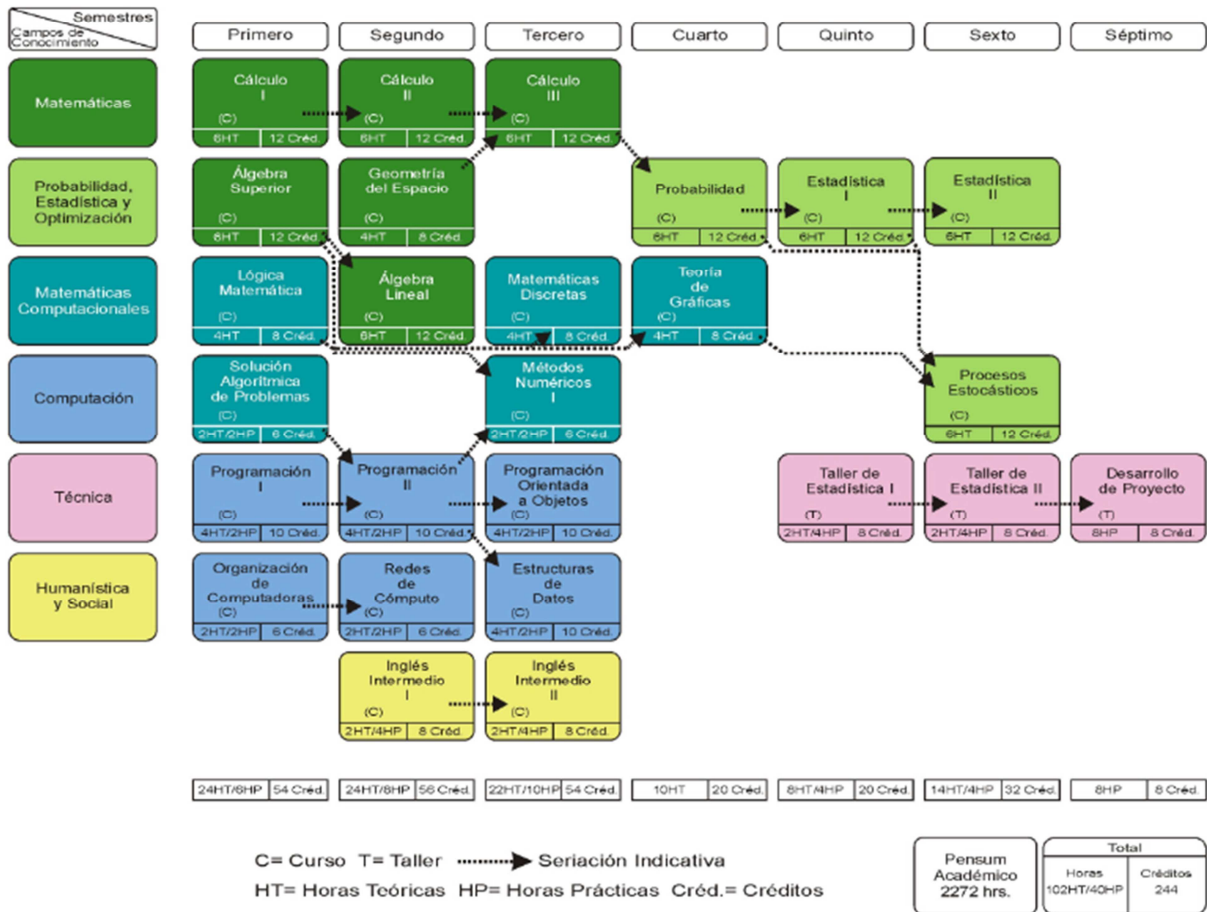 Semestres
Campos de
Conocimiento
Primero
Segundo
Tercero
Cuarto
Quinto
Sexto
Séptimo
Matemáticas
Cálculo
I
(C)
6HT
12 Créd.
Cálculo
II
(C)
6HT
12 Créd.
Cálculo
III
(C)
6HT
12 Créd.
Probabilidad,
Estadística y
Optimización
Álgebra
Superior
(C)
6HT
12 Créd.
Geometría
del Espacio
(C)
4HT
8 Créd.
Probabilidad
(C)
6HT
12 Créd.
Estadística
I
(C)
6HT
12 Créd.
Estadística
II
(C)
6HT
12 Créd.
Matemáticas
Computacionales
Lógica
Matemática
(C)
4HT
8 Créd.
Álgebra
Lineal
(C)
6HT
12 Créd.
Matemáticas
Discretas
(C)
4HT
8 Créd.
Teoría
de
Gráficas
(C)
4HT
8 Créd.
Computación
Solución
Algorítmica
de Problemas
(C)
2HT/2HP
6 Créd.
Métodos
Numéricos
I
(C)
2HT/2HP
6 Créd.
Procesos
Estocásticos
(C)
6HT
12 Créd.
Técnica
Programación
I
(C)
4HT/2HP
10 Créd.
Programación
II
(C)
4HT/2HP
10 Créd.
Programación
Orientada
a Objetos
(C)
4HT/2HP
10 Créd.
Taller de
Estadística I
(T)
2HT/4HP
8 Créd.
Taller de
Estadística II
(T)
2HT/4HP
8 Créd.
Desarrollo
de Proyecto
(T)
8HP
8 Créd.
Humanística
y Social
Organización
de
Computadoras
(C)
2HT/2HP
6 Créd.
Redes
de
Cómputo
(C)
2HT/2HP
6 Créd.
Estructuras
de
Datos
(C)
4HT/2HP
10 Créd.
Inglés
Intermedio
I
(C)
2HT/4HP
8 Créd.
Inglés
Intermedio
II
(C)
2HT/4HP
8 Créd.
24HT/6HP
54 Créd.
24HT/8HP
56 Créd.
22HT/10HP
54 Créd.
10HT
20 Créd.
8HT/4HP
20 Créd.
14HT/4HP
32 Créd.
8HP
8 Créd.
C= Curso T= Taller
Seriación Indicativa
HT= Horas Teóricas HP= Horas Prácticas Créd.= Créditos
Pensum
Académico
2272 hrs.
Total
Horas
102HT/40HP
Créditos
244